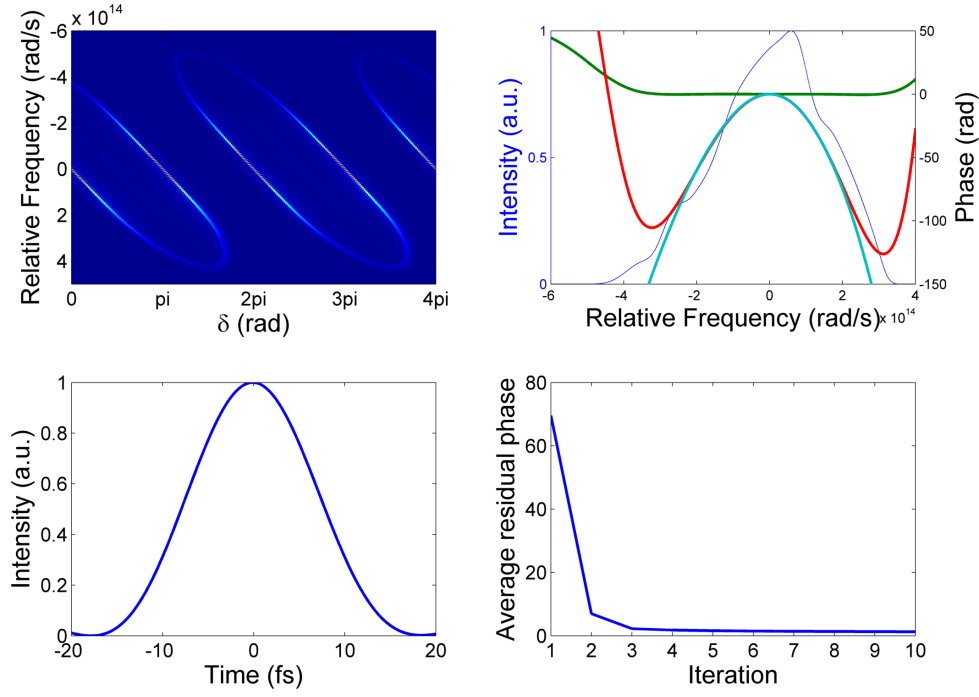 x 10^14
-6
-4
-2
0
2
4
Relative Frequency (rad/s)
0 pi 2pi 3pi 4pi
δ (rad)
1
0.5
0
Intensity (a.u.)
50
0
-50
-100
-150
Phase (rad)
-6 -4 -2 0 2 4
Relative Frequency (rad/s) x 10^14
1
0.8
0.6
0.4
0.2
0
Intensity (a.u.)
-20 -10 0 10 20
Time (fs)
80
60
40
20
0
Average residual phase
1 2 3 4 5 6 7 8 9 10
Iteration